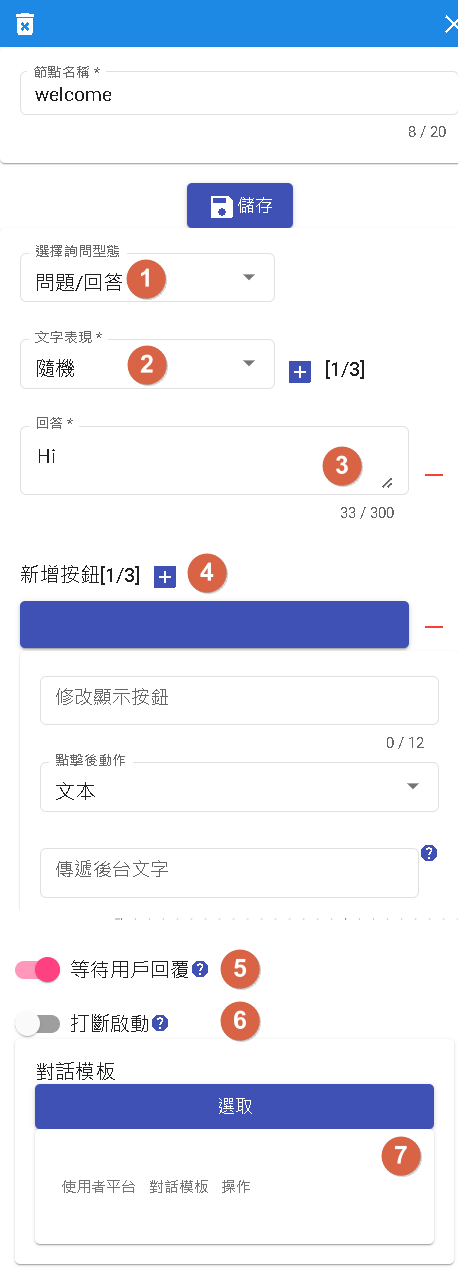 節點名稱 *
welcome
8 / 20
儲存
選擇詢問型態
問題/回答
1
文字表現 *
隨機
2
[1/3]
回答 *
Hi
3
33 / 300
新增按鈕[1/3]
4
修改顯示按鈕
0 / 12
點擊後動作
文本
傳遞後台文字
?
等待用戶回覆?
5
打斷啟動?
6
對話模板
選取
7
使用者平台 對話模板 操作